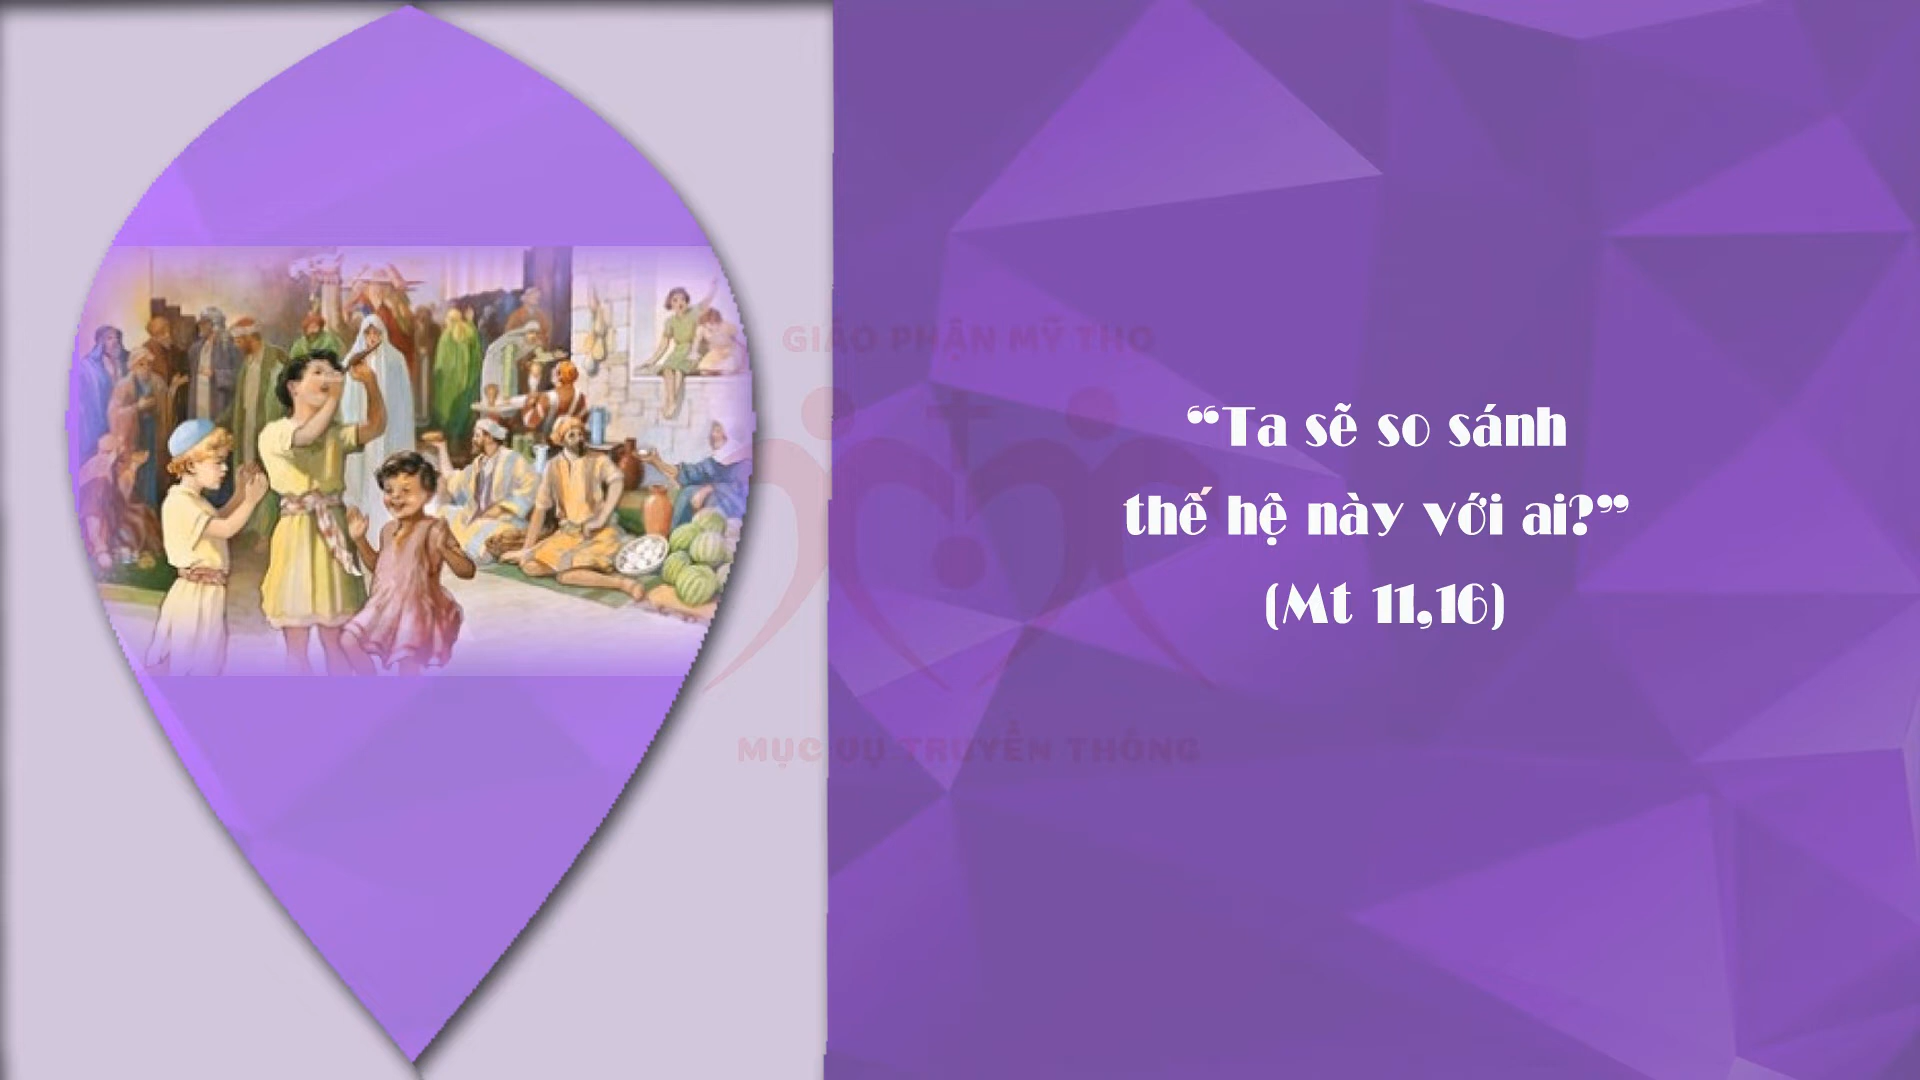 GIÁO PHẬN MỸ THO
“Ta sẽ so sánh
thế hệ này với ai?”
(Mt 11,16)
MỤC VỤ TRUYỀN THÔNG